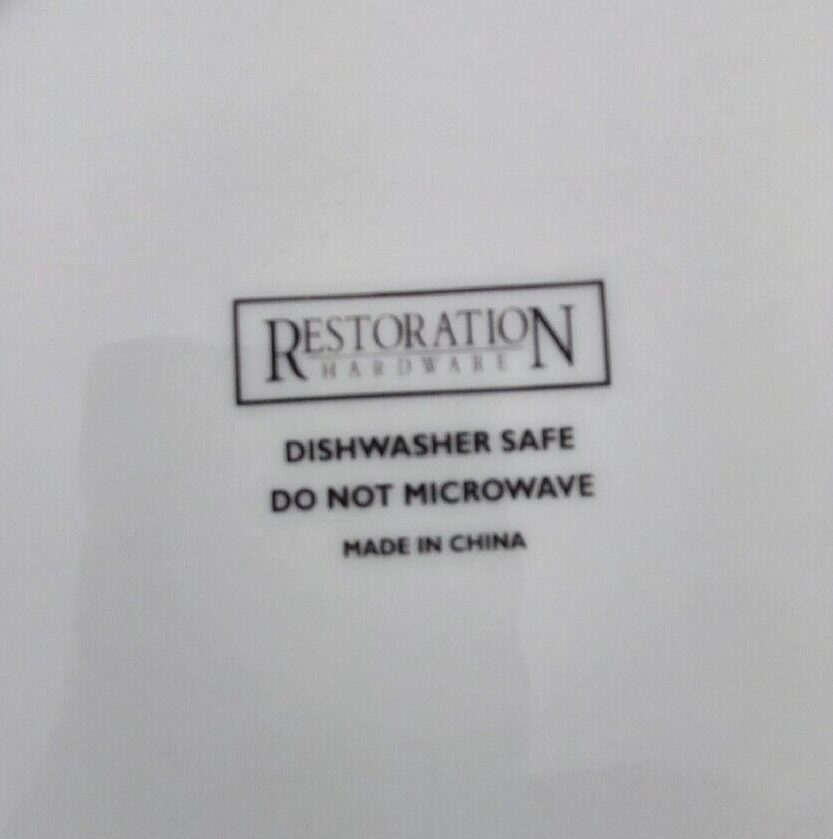 RESTORATION
HARDWARE
DISHWASHER SAFE
DO NOT MICROWAVE
MADE IN CHINA